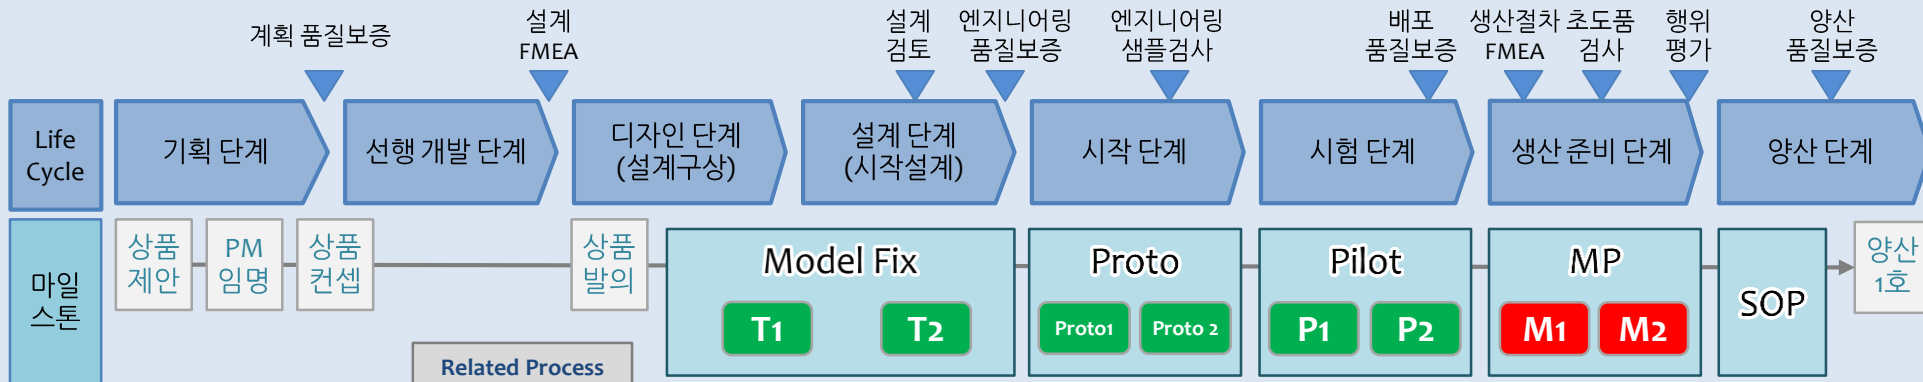 계획 품질보증
설계
FMEA
설계
검토
엔지니어링
품질보증
엔지니어링
샘플검사
배포
품질보증
생산절차
FMEA
초도품
검사
행위
평가
양산
품질보증
Life
Cycle
기획 단계
선행 개발 단계
디자인 단계
(설계구상)
설계 단계
(시작설계)
시작 단계
시험 단계
생산 준비 단계
양산 단계
마일
스톤
상품
제안
PM
임명
상품
컨셉
상품
발의
Model Fix
T1
T2
Proto
Proto1
Proto 2
Pilot
P1
P2
MP
M1
M2
SOP
양산
1호
Related Process